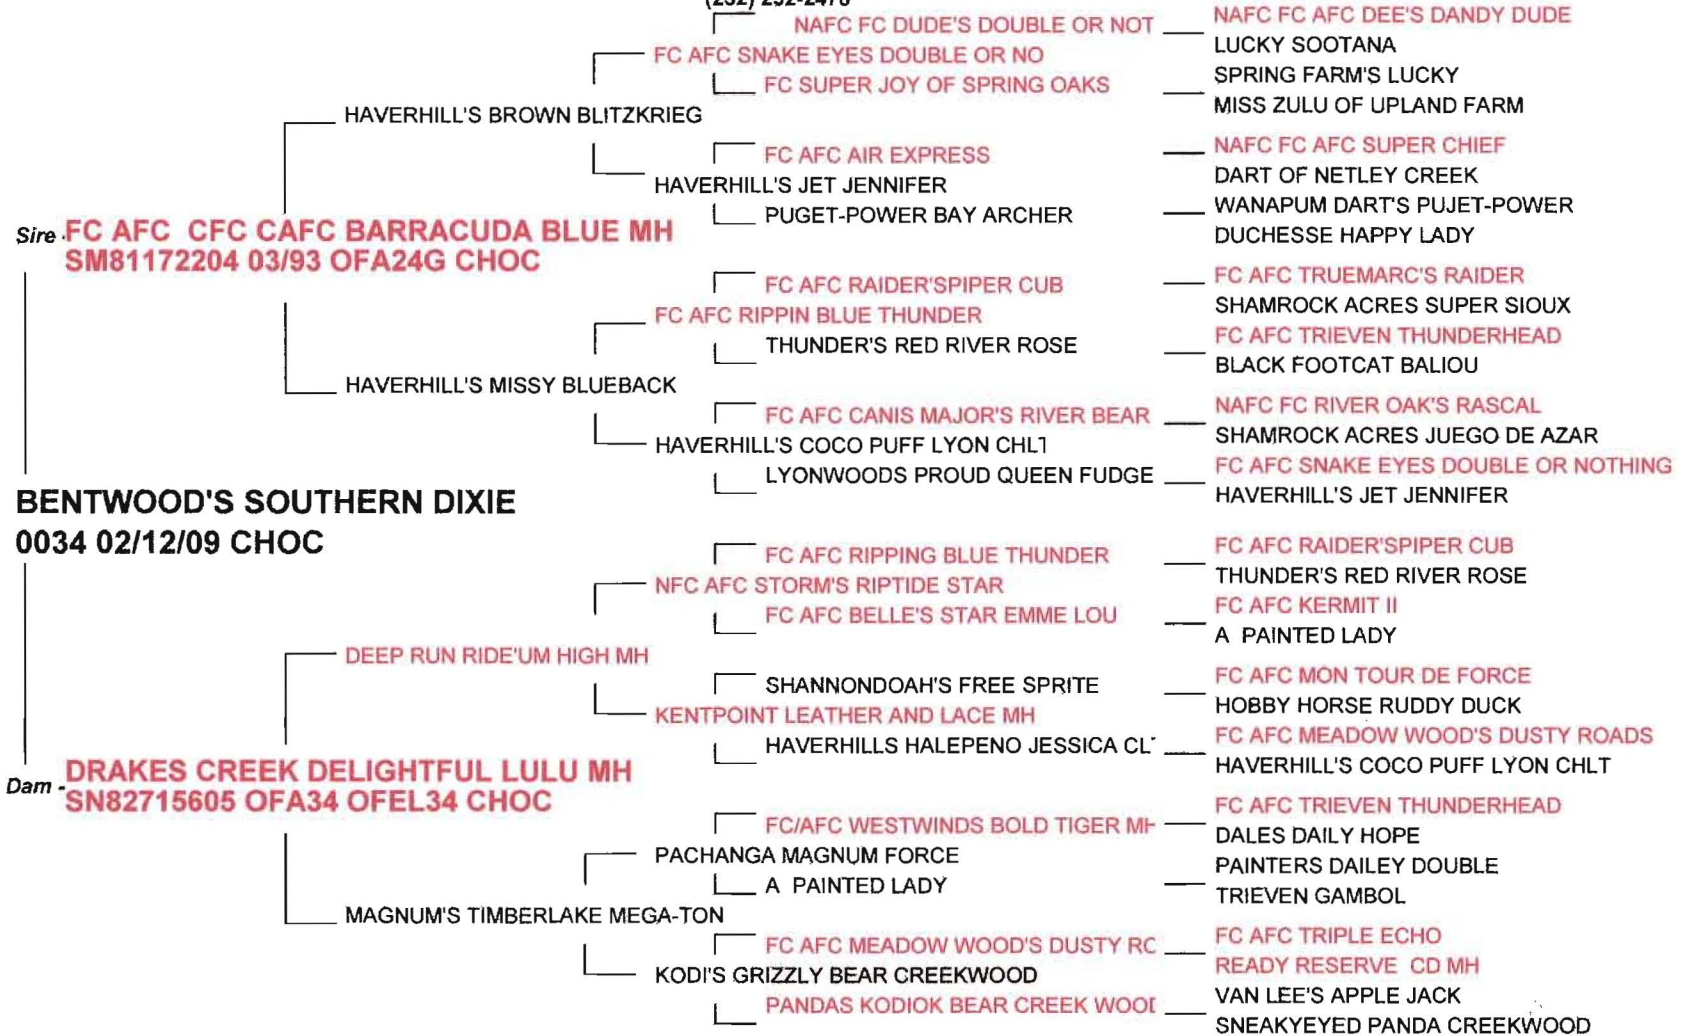 (252) 252-2478
NAFC FC DUDE'S DOUBLE OR NOT
NAFC FC AFC DEE'S DANDY DUDE
LUCKY SOOTANA
FC AFC SNAKE EYES DOUBLE OR NO
FC SUPER JOY OF SPRING OAKS
SPRING FARM'S LUCKY
MISS ZULU OF UPLAND FARM
HAVERHILL'S BROWN BLITZKRIEG
FC AFC AIR EXPRESS
NAFC FC AFC SUPER CHIEF
DART OF NETLEY CREEK
HAVERHILL'S JET JENNIFER
PUGET-POWER BAY ARCHER
WANAPUM DART'S PUJET-POWER
DUCHESSE HAPPY LADY
Sire FC AFC CFC CAFC BARRACUDA BLUE MH
SM81172204 03/93 OFA24G CHOC
FC AFC RAIDER'SPIPER CUB
FC AFC TRUEMARC'S RAIDER
SHAMROCK ACRES SUPER SIOUX
FC AFC RIPPIN BLUE THUNDER
THUNDER'S RED RIVER ROSE
FC AFC TRIEVEN THUNDERHEAD
BLACK FOOTCAT BALIOU
HAVERHILL'S MISSY BLUEBACK
FC AFC CANIS MAJOR'S RIVER BEAR
NAFC FC RIVER OAK'S RASCAL
SHAMROCK ACRES JUEGO DE AZAR
HAVERHILL'S COCO PUFF LYON CHLT
LYONWOODS PROUD QUEEN FUDGE
FC AFC SNAKE EYES DOUBLE OR NOTHING
HAVERHILL'S JET JENNIFER
BENTWOOD'S SOUTHERN DIXIE
0034 02/12/09 CHOC
FC AFC RIPPING BLUE THUNDER
FC AFC RAIDER'SPIPER CUB
THUNDER'S RED RIVER ROSE
NFC AFC STORM'S RIPTIDE STAR
FC AFC BELLE'S STAR EMME LOU
FC AFC KERMIT II
A PAINTED LADY
DEEP RUN RIDE'UM HIGH MH
SHANNONDOAH'S FREE SPRITE
FC AFC MON TOUR DE FORCE
HOBBY HORSE RUDDY DUCK
KENTPOINT LEATHER AND LACE MH
HAVERHILLS HALEPENO JESSICA CL
FC AFC MEADOW WOOD'S DUSTY ROADS
HAVERHILL'S COCO PUFF LYON CHLT
Dam - DRAKES CREEK DELIGHTFUL LULU MH
SN82715605 OFA34 OFEL34 CHOC
FC/AFC WESTWINDS BOLD TIGER MH
FC AFC TRIEVEN THUNDERHEAD
DALES DAILY HOPE
PACHANGA MAGNUM FORCE
A PAINTED LADY
PAINTERS DAILEY DOUBLE
TRIEVEN GAMBOL
MAGNUM'S TIMBERLAKE MEGA-TON
FC AFC MEADOW WOOD'S DUSTY RO
FC AFC TRIPLE ECHO
READY RESERVE CD MH
KODI'S GRIZZLY BEAR CREEKWOOD
PANDAS KODIOK BEAR CREEK WOOD
VAN LEE'S APPLE JACK
SNEAKYEYED PANDA CREEKWOOD